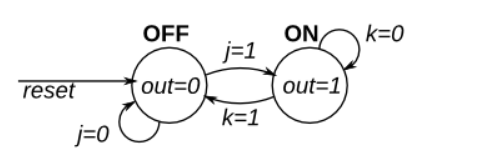 OFF
ON
j=1
k=0
out=0
out=1
reset
k=1
j=0